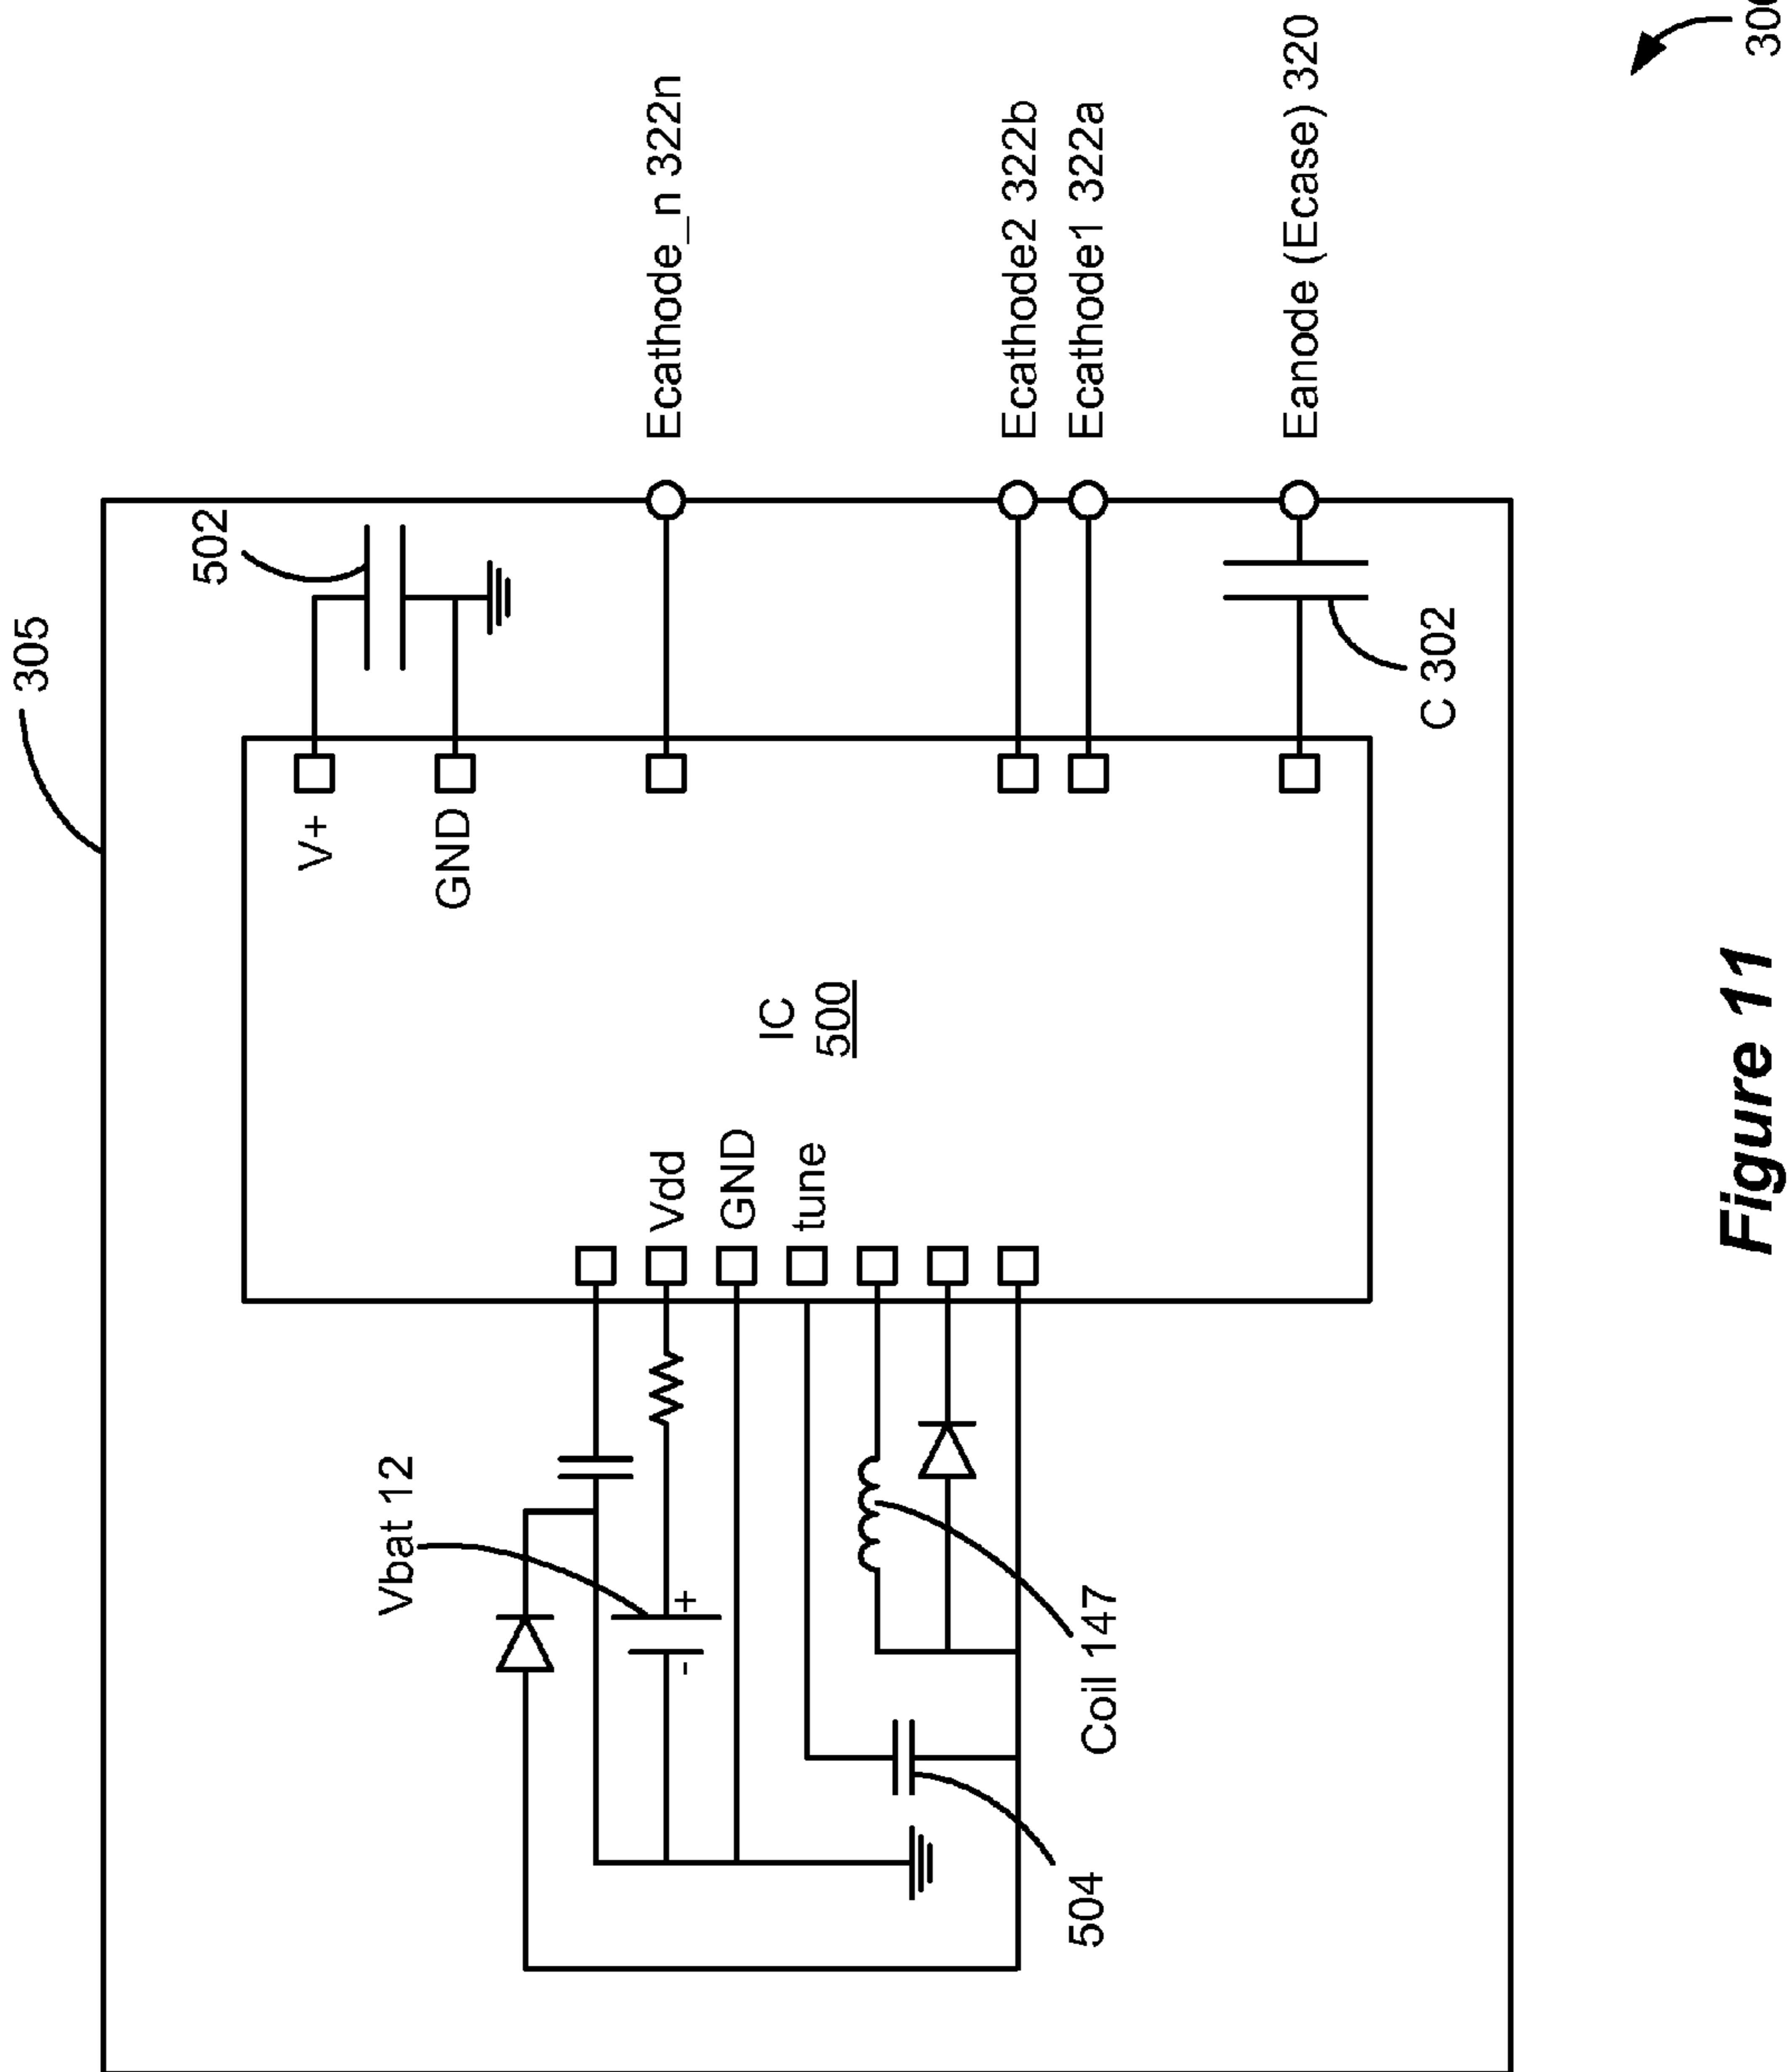 305
502
V+
GND
IC
500
Vbat 12
Vdd
GND
tune
+
-
Coil 147
504
C 302
Ecathode_n 322n
Ecathode2 322b
Ecathode1 322a
Eanode (Ecase) 320
Figure 11